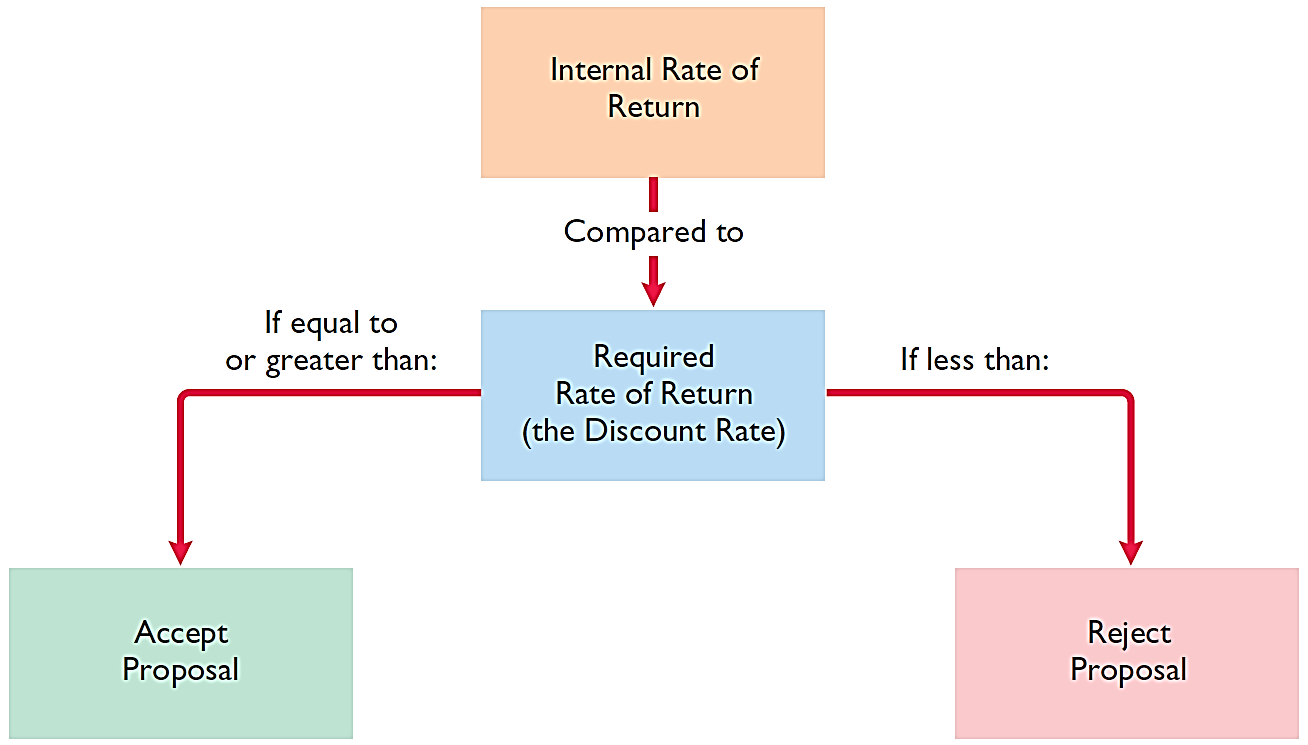 Internal Rate of
Return
Compared to
If equal to
or greater than:
Required
Rate of Return
(the Discount Rate)
If less than:
Accept
Proposal
Reject
Proposal